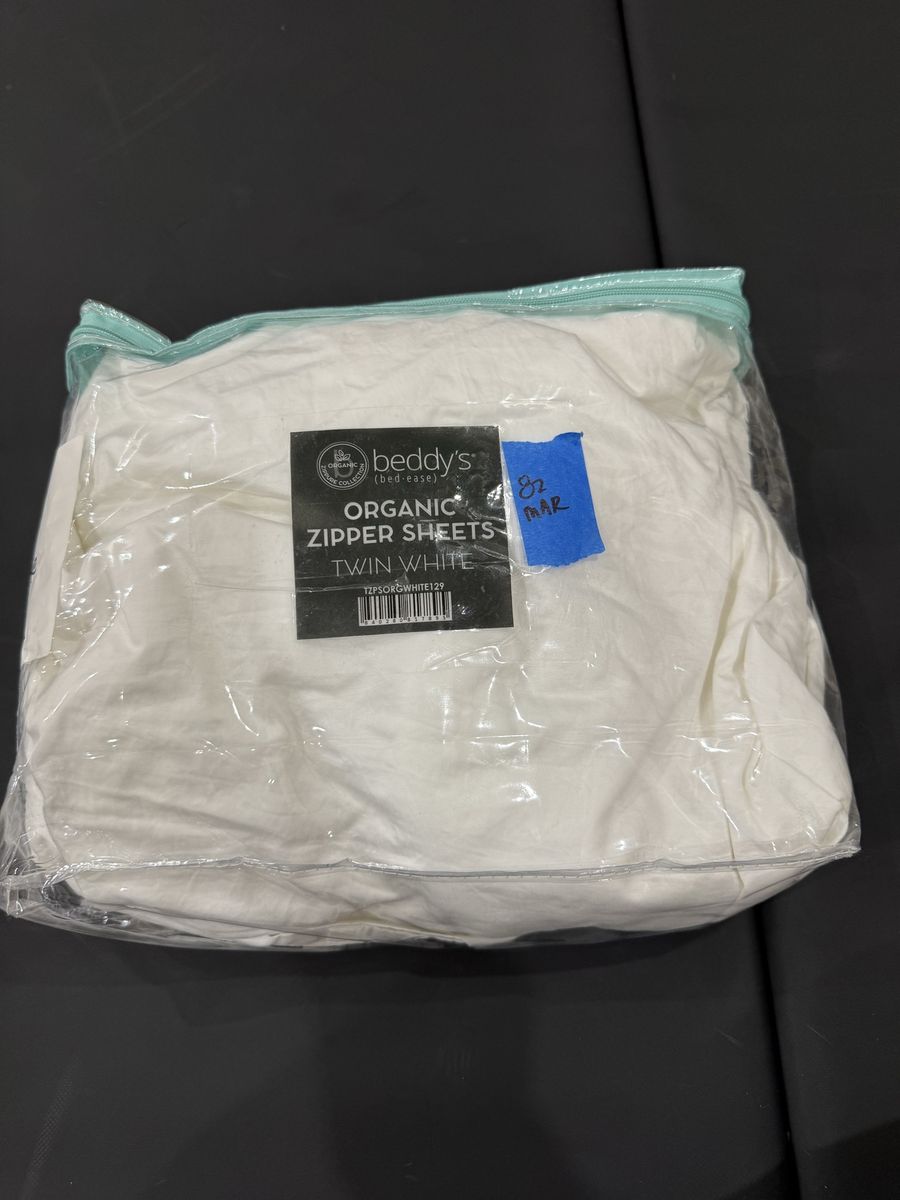 ORGANIC
beddy's
(bed·ease)
ORGANIC
ZIPPER SHEETS
TWIN WHITE
TZPSORGWHITE129
82
MAR